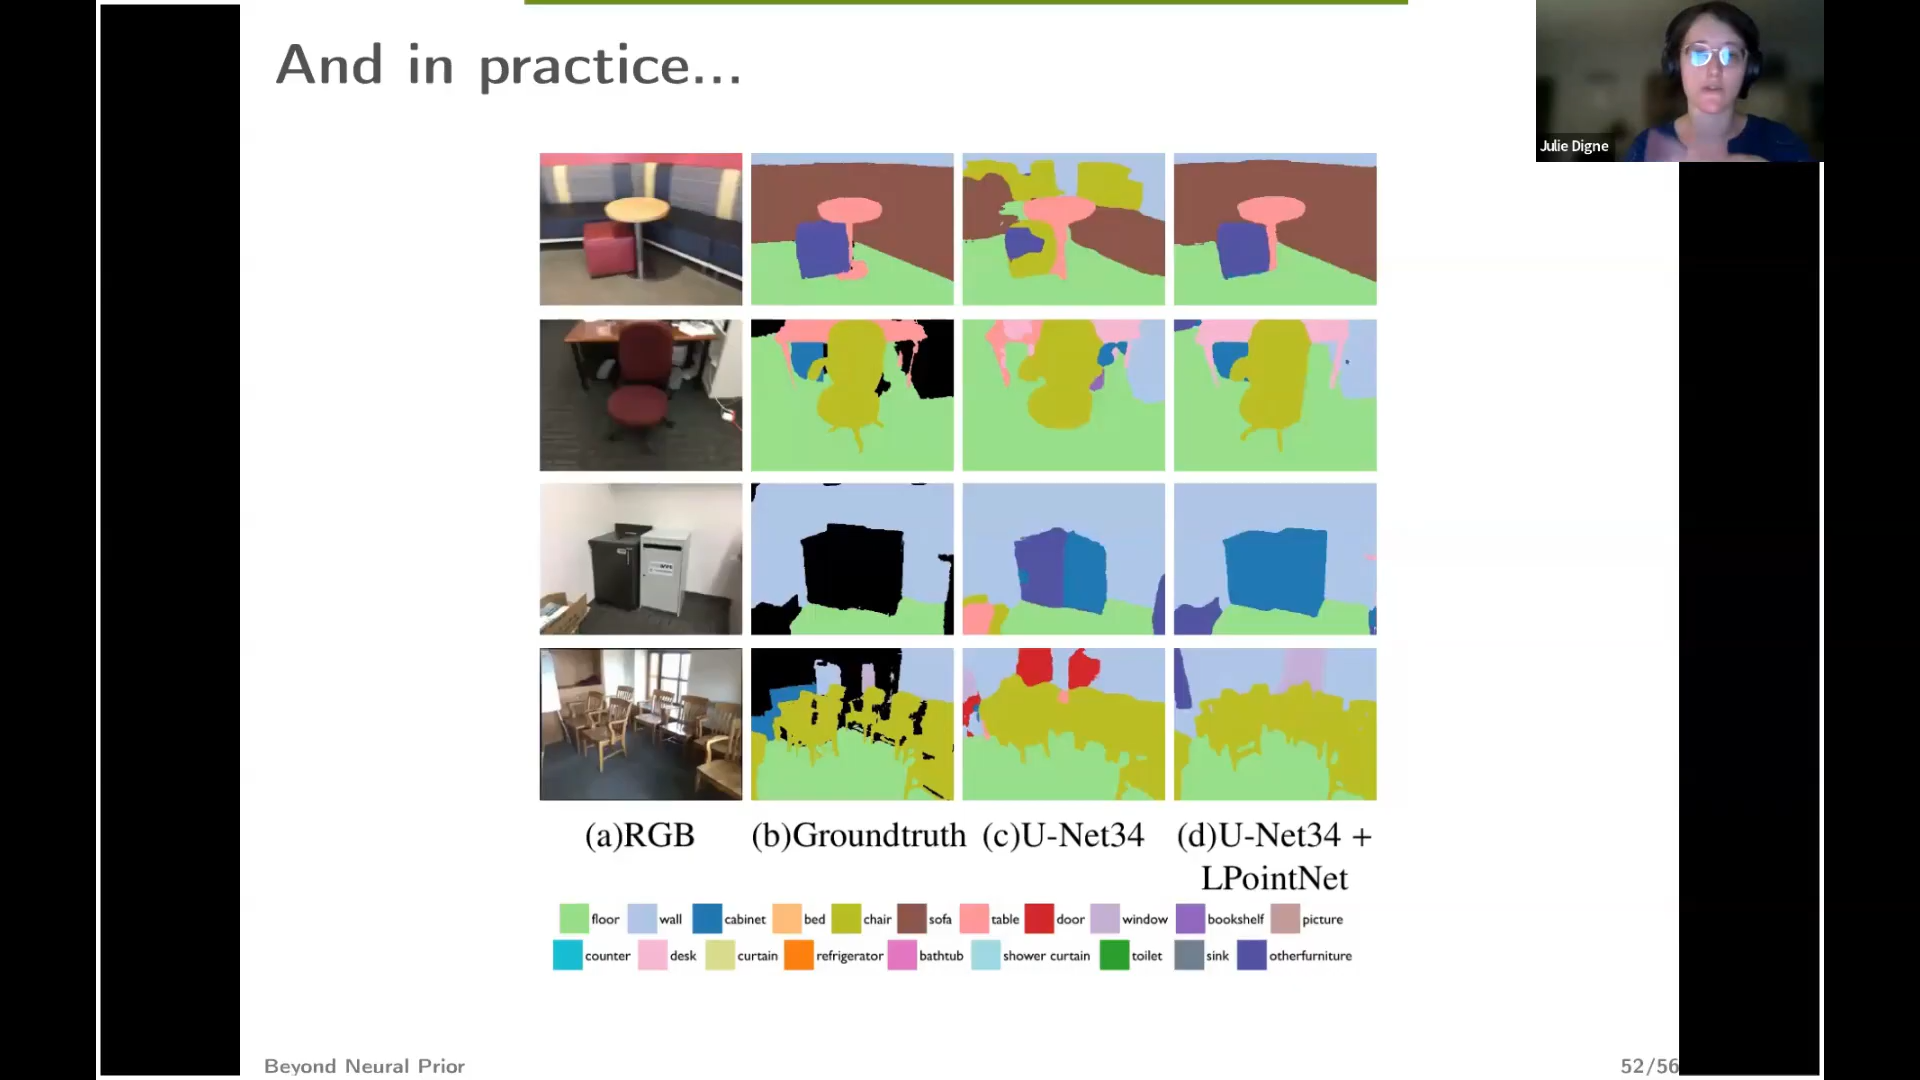 And in practice...
Julie Digne
(a)RGB (b)Groundtruth (c)U-Net34 (d)U-Net34 +
LPointNet
floor wall cabinet bed chair sofa table door window bookshelf picture
counter desk curtain refrigerator bathtub shower curtain toilet sink otherfurniture
Beyond Neural Prior 52/56